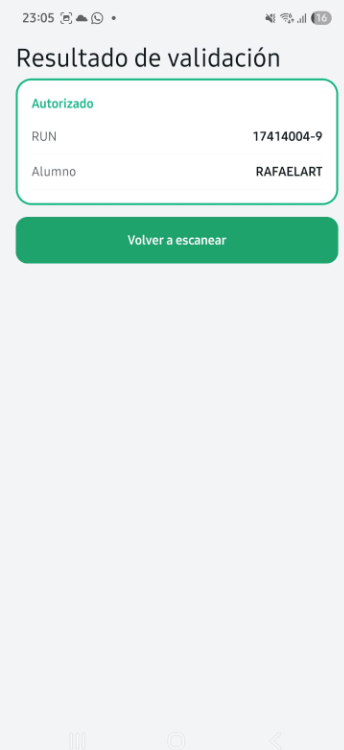 23:05
16
Resultado de validación
Autorizado
RUN 17414004-9
Alumno RAFAELART
Volver a escanear